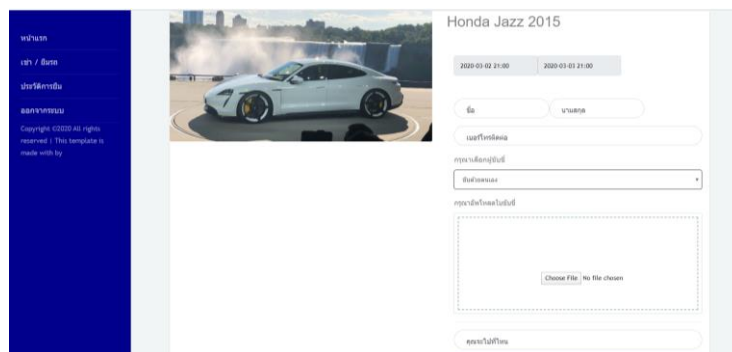 หน้าแรก
เช่า / ยืมรถ
ประวัติการยืม
ออกจากระบบ
Copyright ©2020 All rights
reserved | This template is
made with by
Honda Jazz 2015
2020-03-02 21:00 2020-03-03 21:00
ชื่อ นามสกุล
เบอร์โทรติดต่อ
กรุณาเลือกผู้ขับขี่
ขับด้วยตนเอง
กรุณาอัพโหลดใบขับขี่
Choose File No file chosen
คุณจะไปที่ไหน